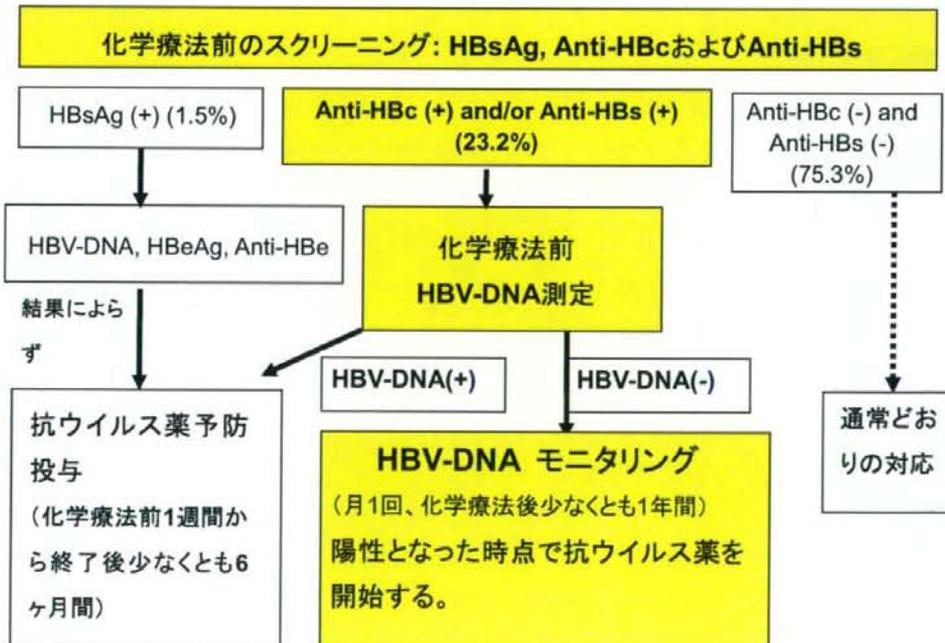 化学療法前のスクリーニング: HBsAg, Anti-HBcおよびAnti-HBs
HBsAg (+) (1.5%)
Anti-HBc (+) and/or Anti-HBs (+)
(23.2%)
Anti-HBc (-) and
Anti-HBs (-)
(75.3%)
HBV-DNA, HBeAg, Anti-HBe
化学療法前
HBV-DNA測定
結果によら
ず
HBV-DNA(+)
HBV-DNA(-)
抗ウイルス薬予防
投与
(化学療法前1週間か
ら終了後少なくとも6
ヶ月間)
HBV-DNA モニタリング
(月1回、化学療法後少なくとも1年間)
陽性となった時点で抗ウイルス薬を
開始する。
通常どお
りの対応